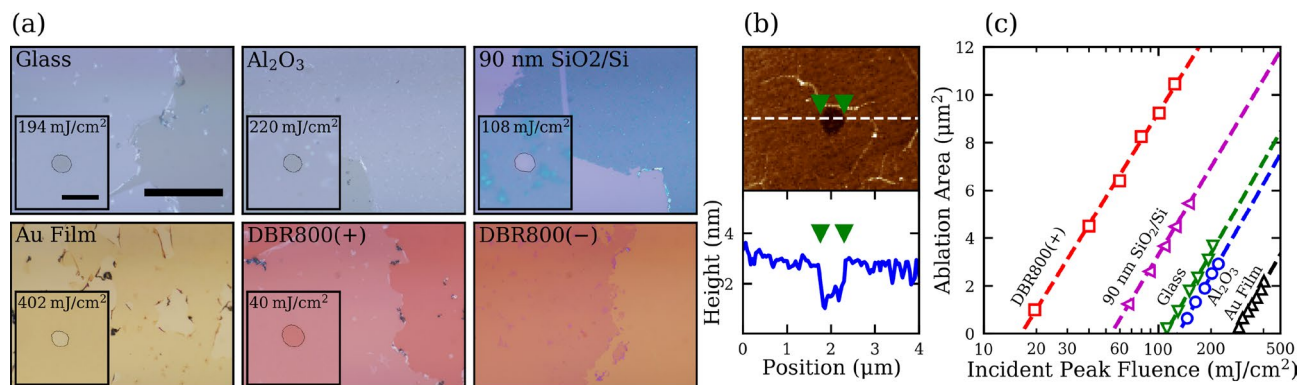 (a)
Glass
194 mJ/cm²
Al₂O₃
220 mJ/cm²
90 nm SiO2/Si
108 mJ/cm²
Au Film
402 mJ/cm²
DBR800(+)
40 mJ/cm²
DBR800(−)
(b)
Height (nm)
4
2
0 1 2 3 4
Position (μm)
(c)
Ablation Area (μm²)
12
10
8
6
4
2
0
DBR800(+)
90 nm SiO₂/Si
Glass
Al₂O₃
Au Film
10 20 30 40 60 100 200 500
Incident Peak Fluence (mJ/cm²)